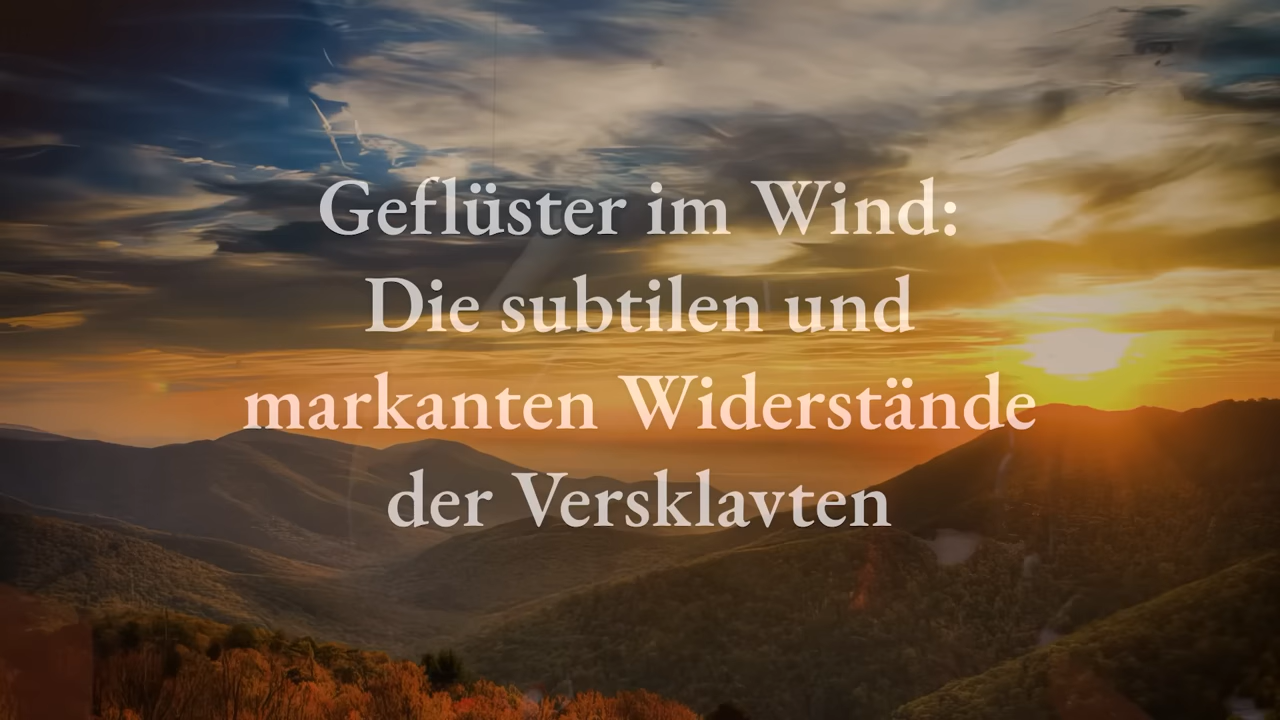 Geflüster im Wind:
Die subtilen und
markanten Widerstände
der Versklavten